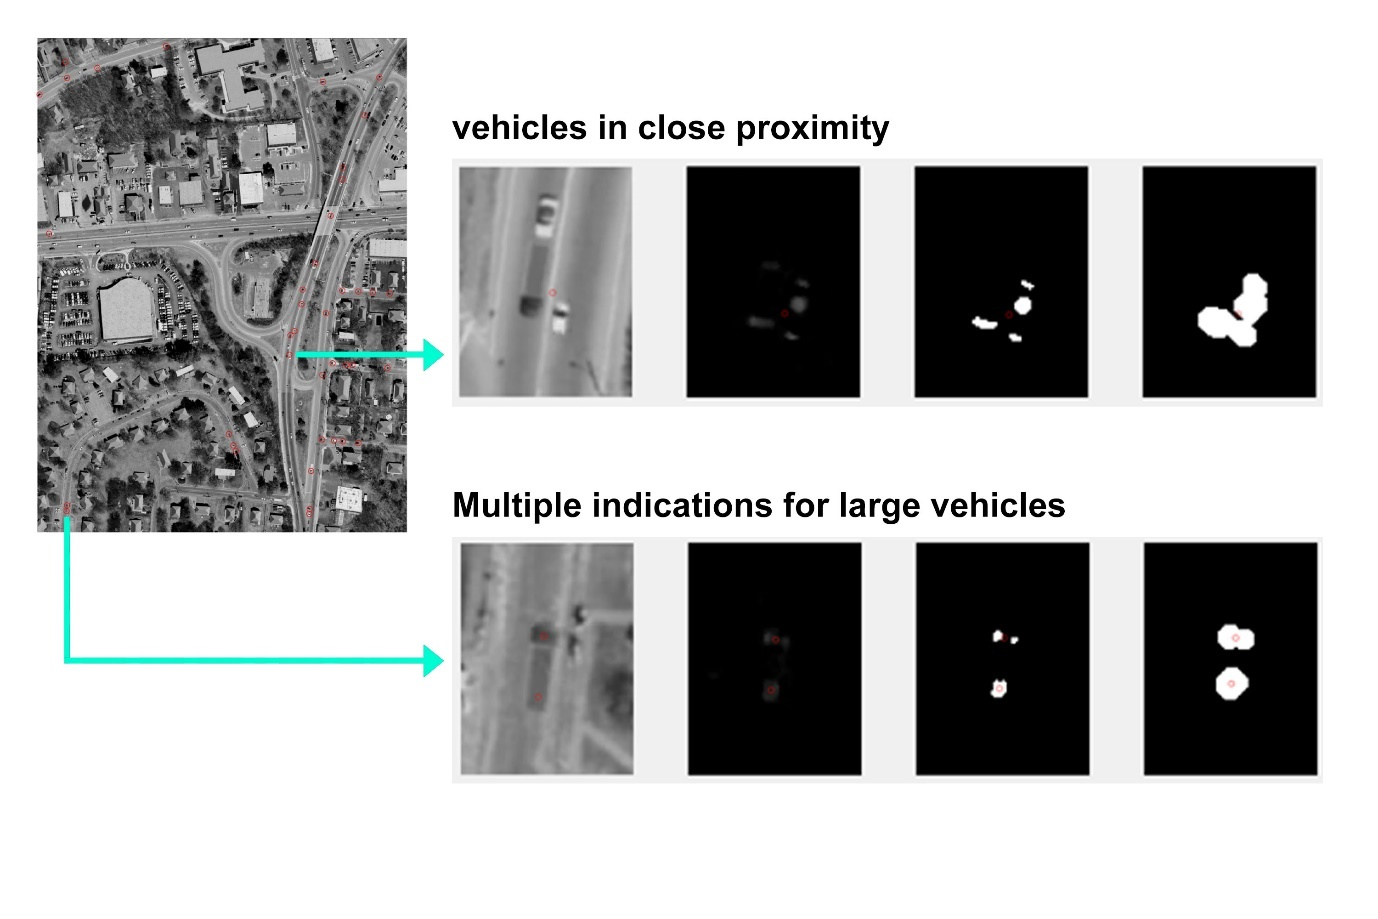 vehicles in close proximity
Multiple indications for large vehicles